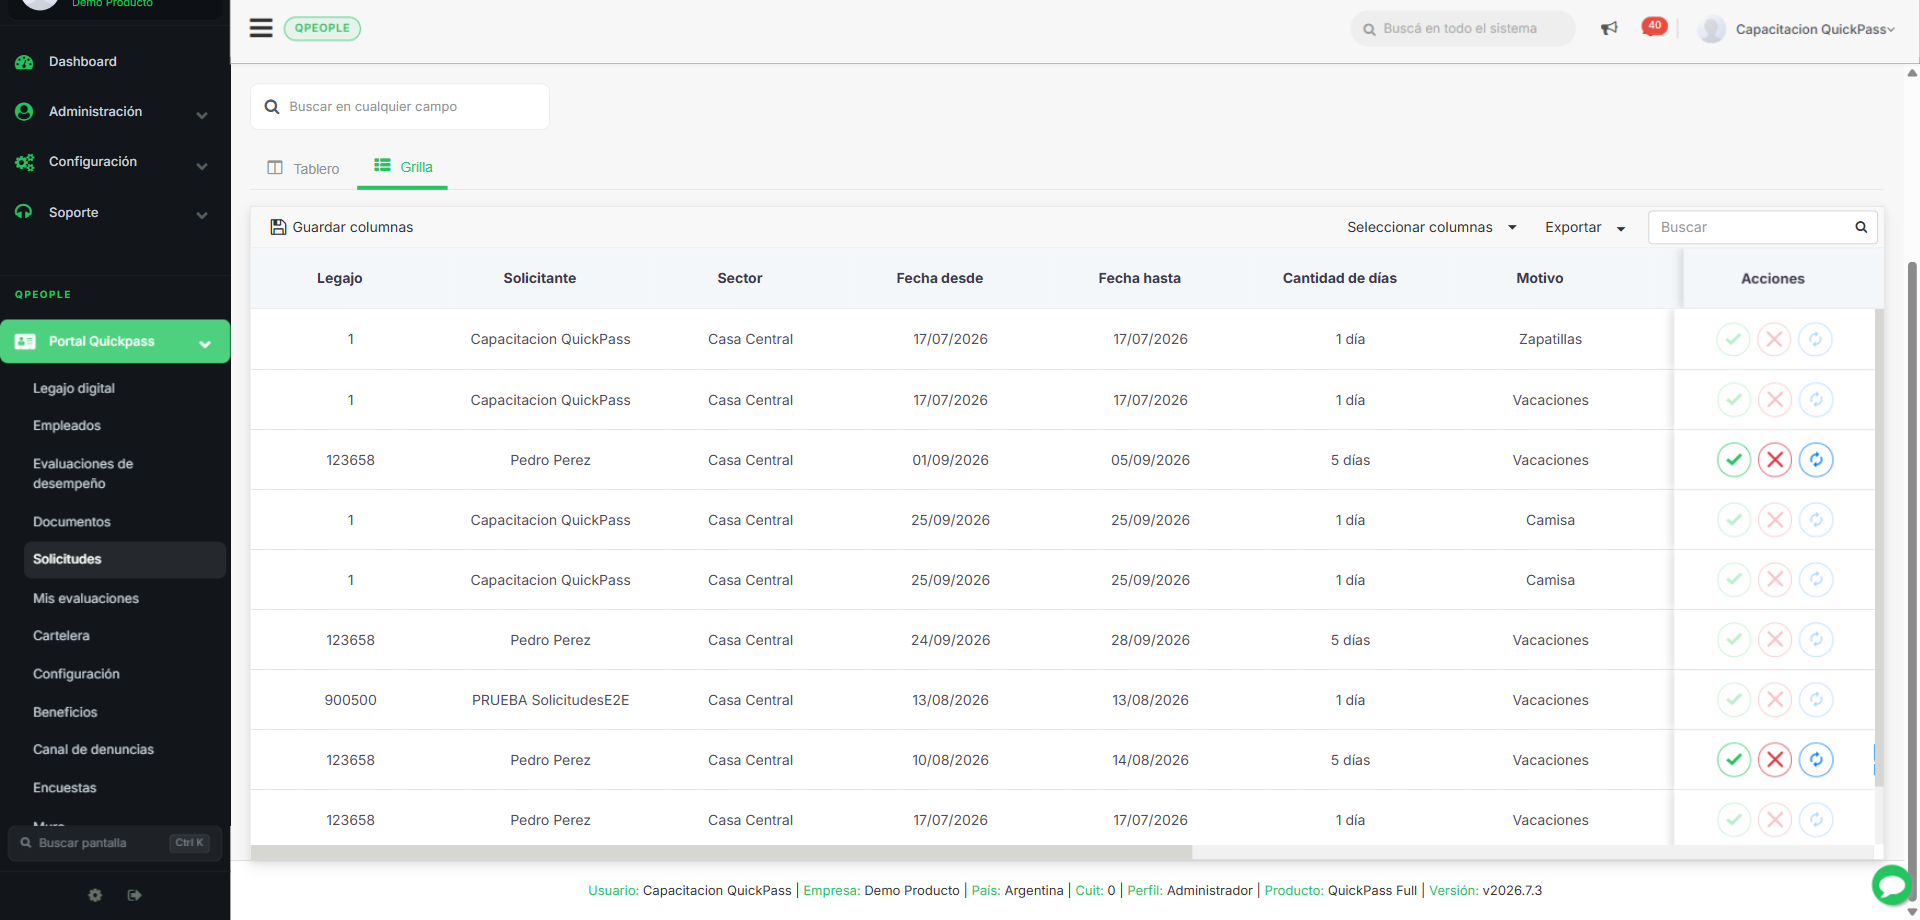 Demo Producto
Dashboard
Administración
Configuración
Soporte
QPEOPLE
Portal Quickpass
Legajo digital
Empleados
Evaluaciones de
desempeño
Documentos
Solicitudes
Mis evaluaciones
Cartelera
Configuración
Beneficios
Canal de denuncias
Encuestas
Buscar pantalla Ctrl K
QPEOPLE
Buscá en todo el sistema
40
Capacitacion QuickPass
Buscar en cualquier campo
Tablero Grilla
Guardar columnas Seleccionar columnas Exportar Buscar
Legajo Solicitante Sector Fecha desde Fecha hasta Cantidad de días Motivo Acciones
1 Capacitacion QuickPass Casa Central 17/07/2026 17/07/2026 1 día Zapatillas
1 Capacitacion QuickPass Casa Central 17/07/2026 17/07/2026 1 día Vacaciones
123658 Pedro Perez Casa Central 01/09/2026 05/09/2026 5 días Vacaciones
1 Capacitacion QuickPass Casa Central 25/09/2026 25/09/2026 1 día Camisa
1 Capacitacion QuickPass Casa Central 25/09/2026 25/09/2026 1 día Camisa
123658 Pedro Perez Casa Central 24/09/2026 28/09/2026 5 días Vacaciones
900500 PRUEBA SolicitudesE2E Casa Central 13/08/2026 13/08/2026 1 día Vacaciones
123658 Pedro Perez Casa Central 10/08/2026 14/08/2026 5 días Vacaciones
123658 Pedro Perez Casa Central 17/07/2026 17/07/2026 1 día Vacaciones
Usuario: Capacitacion QuickPass | Empresa: Demo Producto | País: Argentina | Cuit: 0 | Perfil: Administrador | Producto: QuickPass Full | Versión: v2026.7.3